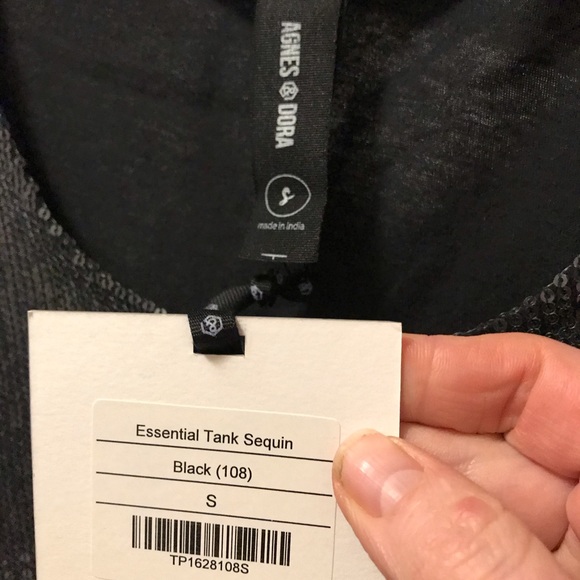 AGNES & DORA
S
made in india
Essential Tank Sequin
Black (108)
S
TP1628108S